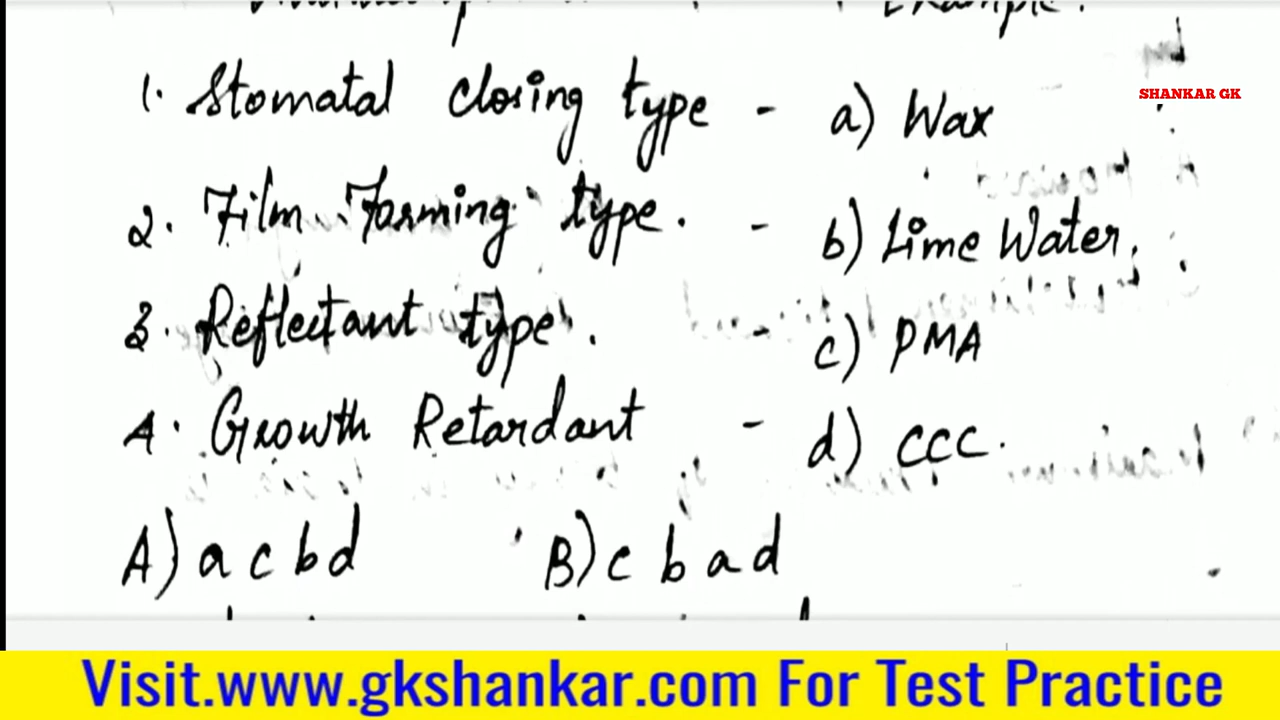 Example.
SHANKAR GK
1. Stomatal closing type - a) Wax
2. Film Forming type. - b) Lime Water.
3. Reflectant type. - c) PMA
4. Growth Retardant - d) CCC.
A) a c b d B) c b a d
Visit.www.gkshankar.com For Test Practice